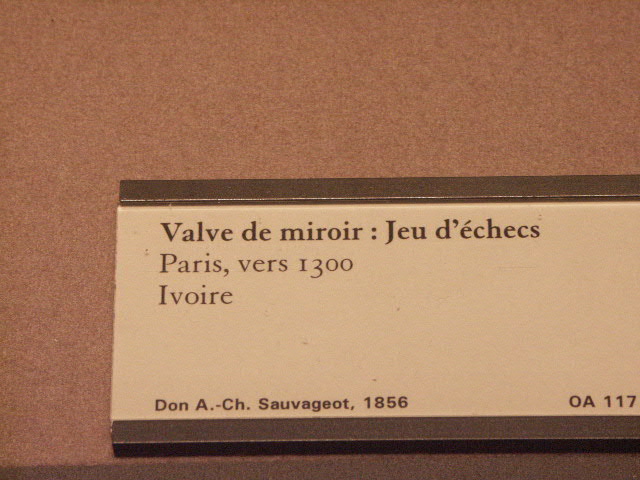 Valve de miroir : Jeu d'échecs
Paris, vers 1300
Ivoire
Don A.-Ch. Sauvageot, 1856
OA 117